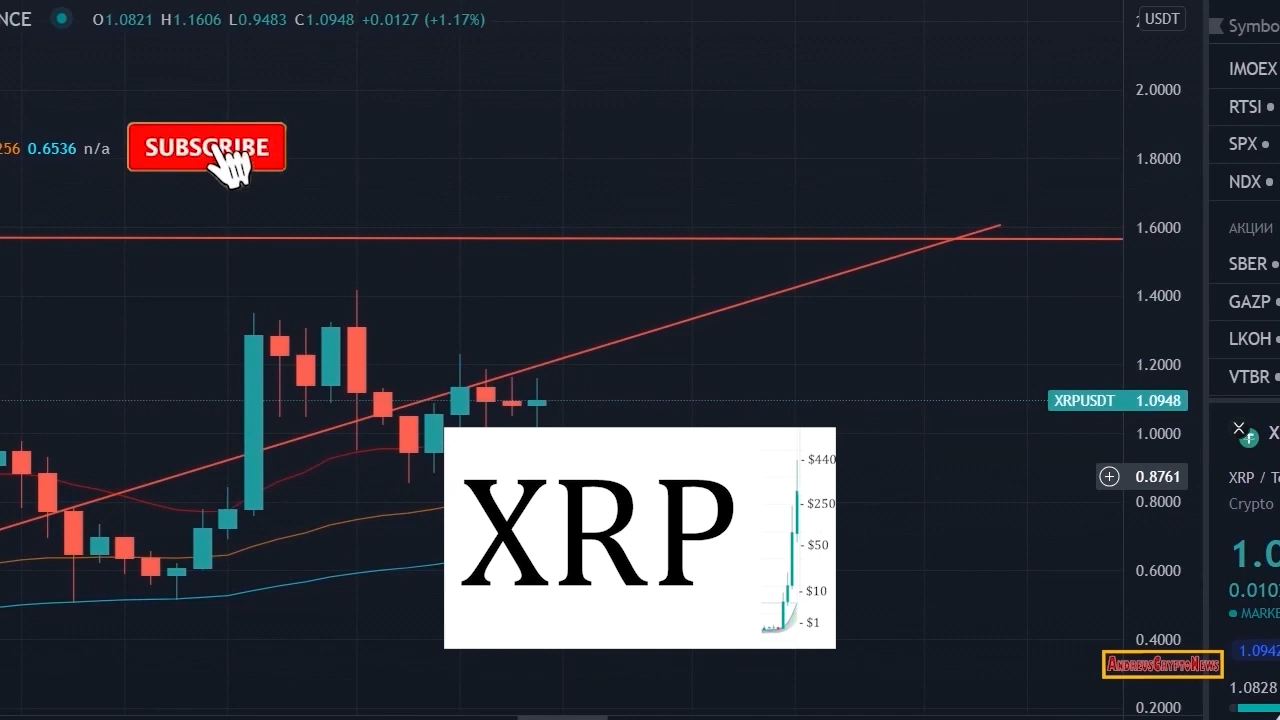 NCE O1.0821 H1.1606 L0.9483 C1.0948 +0.0127 (+1.17%)
USDT
Symbo
2.0000
IMOEX
RTSI
256 0.6536 n/a
SUBSCRIBE
1.8000
SPX
NDX
1.6000
АКЦИИ
SBER
1.4000
GAZP
LKOH
1.2000
VTBR
XRPUSDT 1.0948
1.0000
X
0.8761
XRP / Te
0.8000
Crypto
XRP
- $440
- $250
- $50
- $10
- $1
1.0
0.6000
0.010
MARKE
0.4000
1.0942
AndrewsCryptoNews
1.0828
0.2000